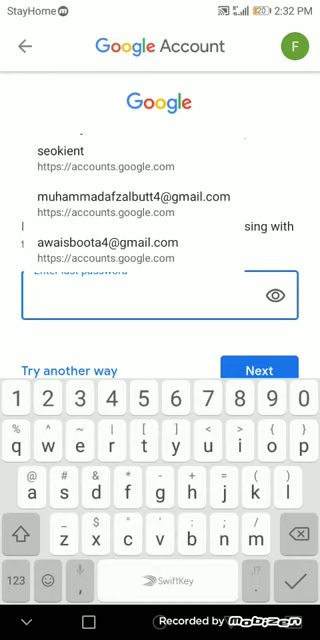 StayHome
20
2:32 PM
Google Account
F
Google
seokient
https://accounts.google.com
muhammadafzalbutt4@gmail.com
https://accounts.google.com
sing with
awaisboota4@gmail.com
https://accounts.google.com
Enter last password
Try another way
Next
1 2 3 4 5 6 7 8 9 0
% ^ ~ | [ ] < > { }
q w e r t y u i o p
@ # & * - + = ( )
a s d f g h j k l
_ $ " ' : ; /
z x c v b n m
123
,
SwiftKey
!?
.
Recorded by MOBIZEN